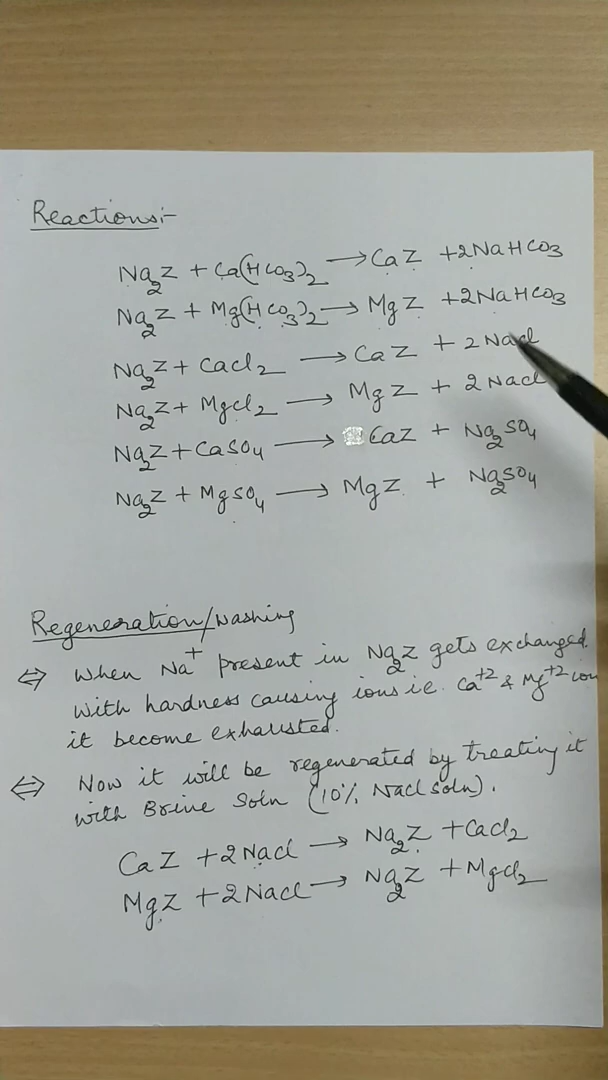 Reactions:-
Na2Z + Ca(HCO3)2 → CaZ + 2NaHCO3
Na2Z + Mg(HCO3)2 → MgZ + 2NaHCO3
Na2Z + CaCl2 → CaZ + 2NaCl
Na2Z + MgCl2 → MgZ + 2NaCl
Na2Z + CaSO4 → CaZ + Na2SO4
Na2Z + MgSO4 → MgZ + Na2SO4
Regeneration/Washing
⇔ When Na+ present in Na2Z gets exchanged
with hardness causing ions i.e. Ca+2 & Mg+2 ion
it become exhausted.
⇔ Now it will be regenerated by treating it
with Brine Soln (10% NaCl soln).
CaZ + 2NaCl → Na2Z + CaCl2
MgZ + 2NaCl → Na2Z + MgCl2